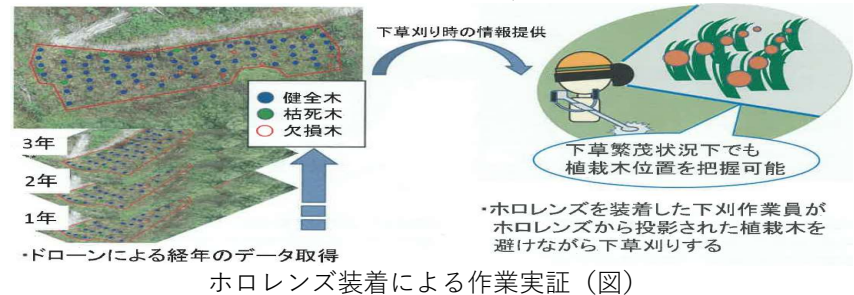 下草刈り時の情報提供
健全木
枯死木
欠損木
3年
2年
1年
・ドローンによる経年のデータ取得
下草繁茂状況下でも
植栽木位置を把握可能
・ホロレンズを装着した下刈作業員が
ホロレンズから投影された植栽木を
避けながら下草刈りする
ホロレンズ装着による作業実証（図）